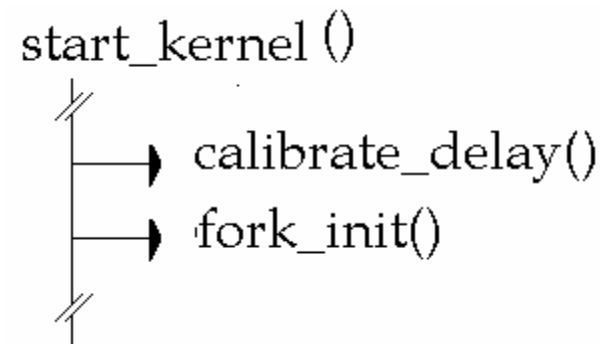 start_kernel ()
calibrate_delay()
fork_init()